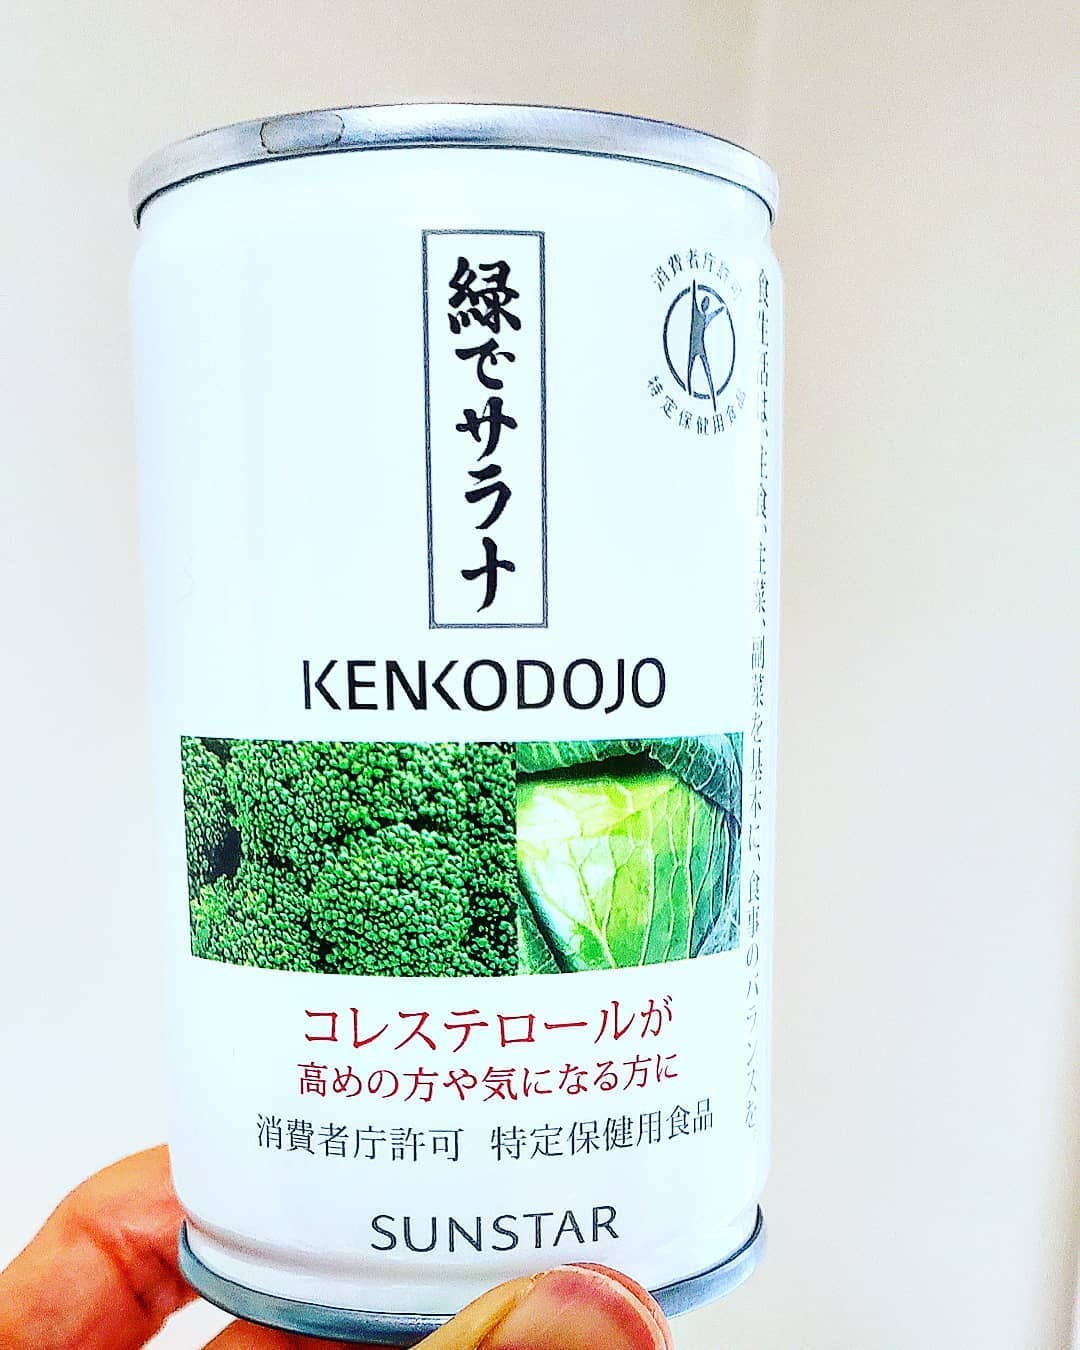 緑でサラナ
消費者庁許可
特定保健用食品
食生活は、主食、主菜、副菜を基本に、食事のバランスを。
KENKODOJO
コレステロールが
高めの方や気になる方に
消費者庁許可 特定保健用食品
SUNSTAR